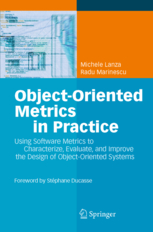 Michele Lanza
Radu Marinescu
Object-Oriented
Metrics
in Practice
Using Software Metrics to
Characterize, Evaluate, and Improve
the Design of Object-Oriented Systems
Foreword by Stéphane Ducasse
Springer